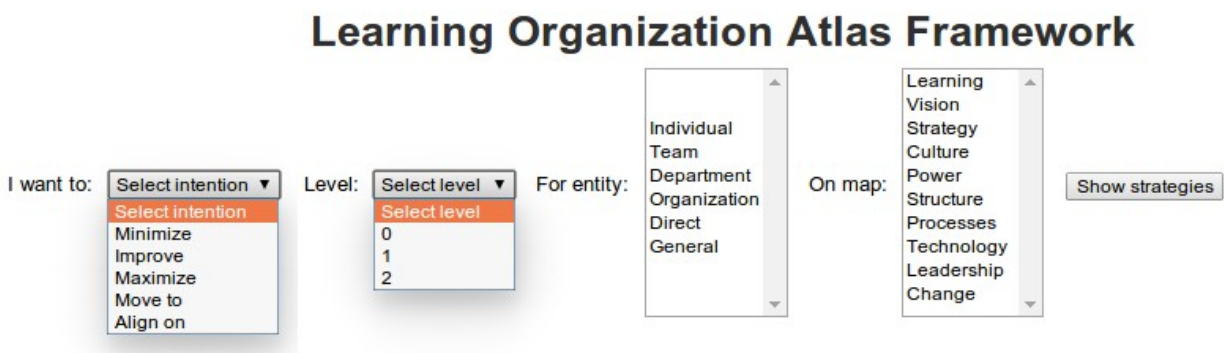 Learning Organization Atlas Framework
I want to:
Select intention ▼
Select intention
Minimize
Improve
Maximize
Move to
Align on
Level:
Select level ▼
Select level
0
1
2
For entity:
Individual
Team
Department
Organization
Direct
General
On map:
Learning
Vision
Strategy
Culture
Power
Structure
Processes
Technology
Leadership
Change
Show strategies